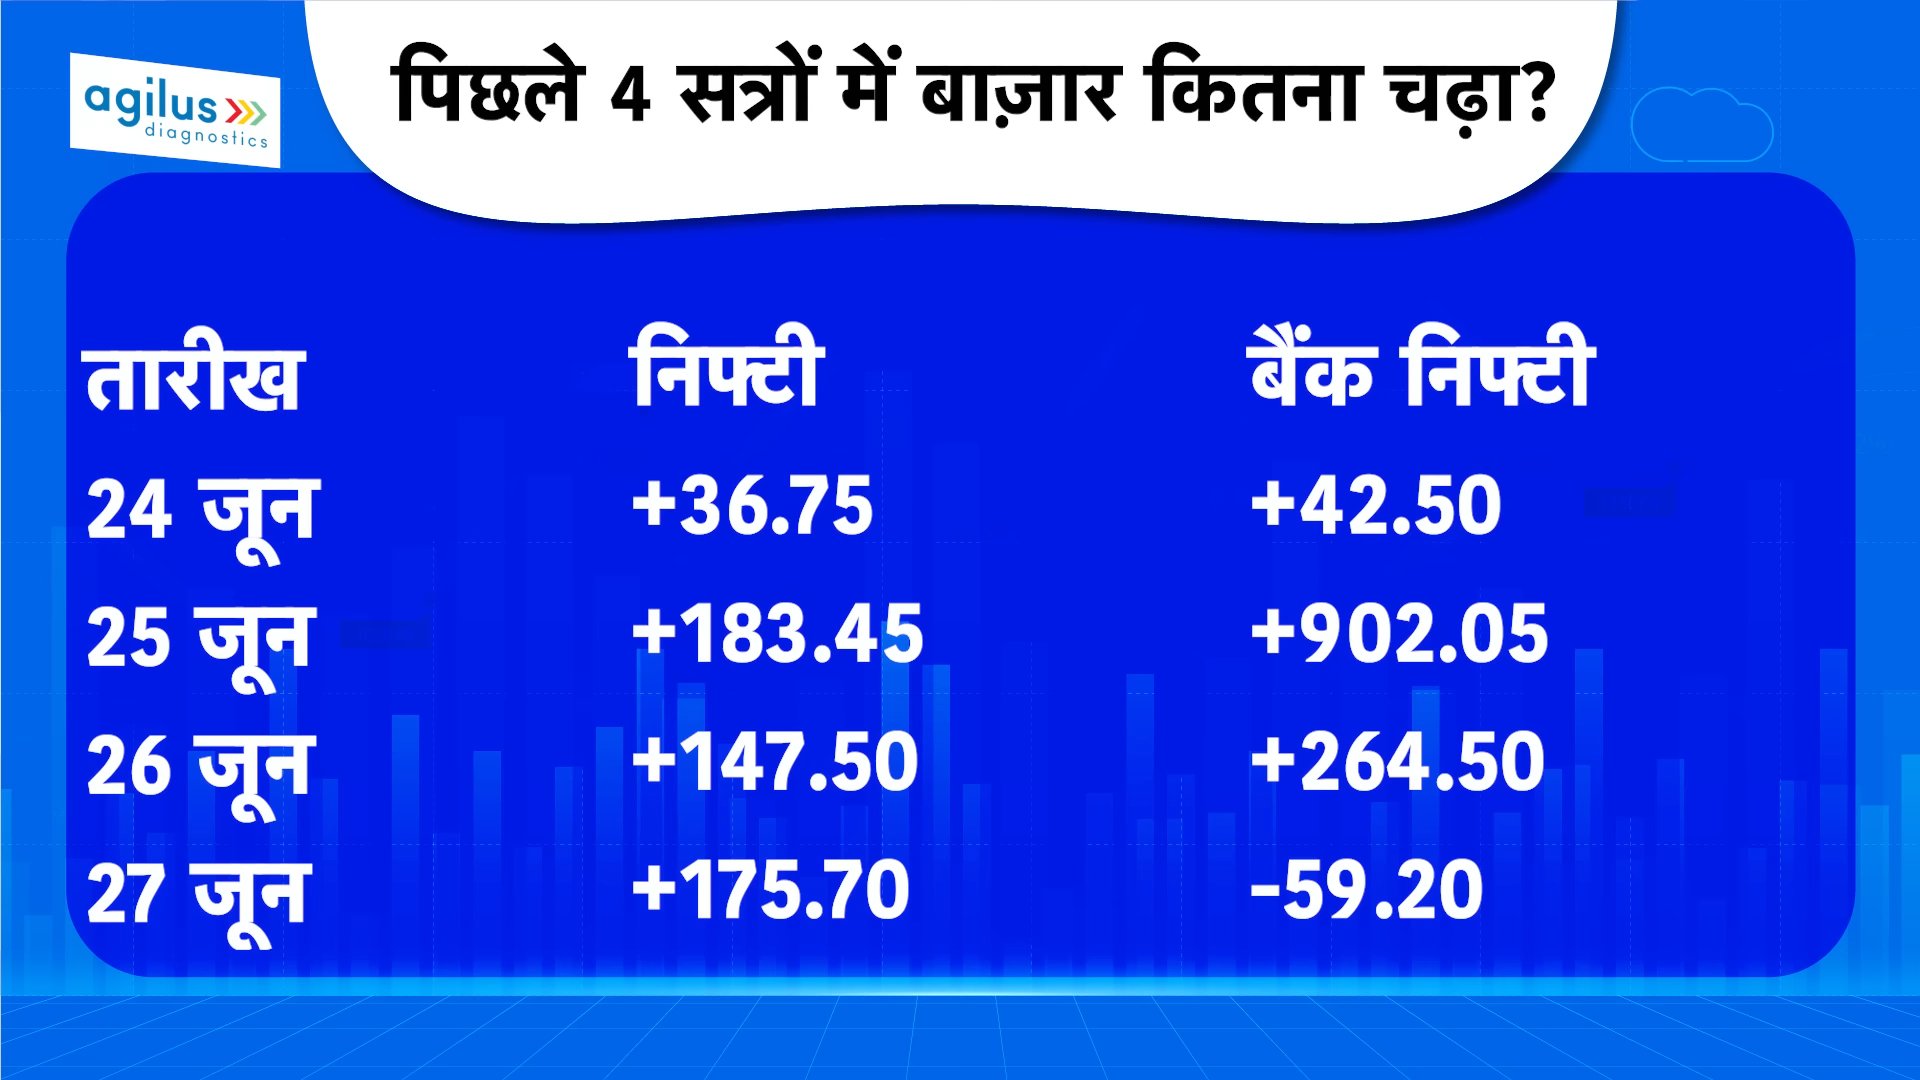 पिछले 4 सत्रों में बाज़ार कितना चढ़ा?
agilus
diagnostics
तारीख निफ्टी बैंक निफ्टी
24 जून +36.75 +42.50
25 जून +183.45 +902.05
26 जून +147.50 +264.50
27 जून +175.70 -59.20